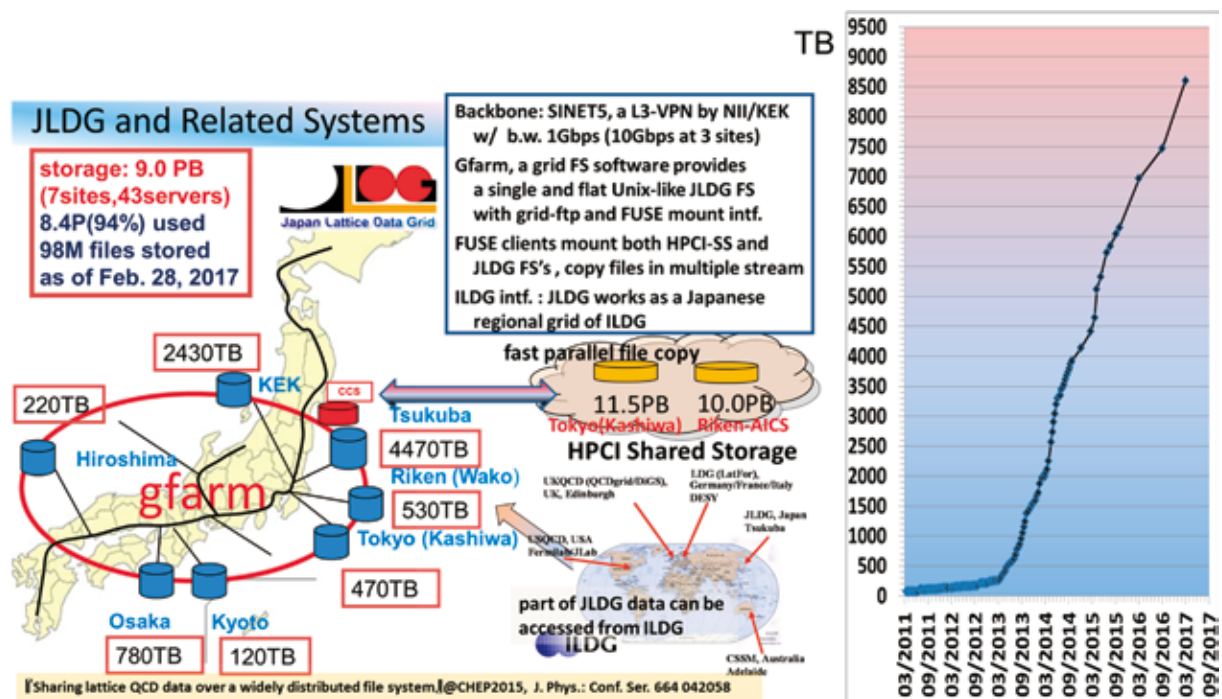 JLDG and Related Systems
storage: 9.0 PB
(7sites,43servers)
8.4P(94%) used
98M files stored
as of Feb. 28, 2017
Japan Lattice Data Grid
Backbone: SINET5, a L3-VPN by NII/KEK
w/ b.w. 1Gbps (10Gbps at 3 sites)
Gfarm, a grid FS software provides
a single and flat Unix-like JLDG FS
with grid-ftp and FUSE mount intf.
FUSE clients mount both HPCI-SS and
JLDG FS's , copy files in multiple stream
ILDG intf. : JLDG works as a Japanese
regional grid of ILDG
fast parallel file copy
2430TB
KEK
220TB
Hiroshima
gfarm
CCS
Tsukuba
4470TB
Riken (Wako)
530TB
Tokyo (Kashiwa)
470TB
Osaka
780TB
Kyoto
120TB
11.5PB
10.0PB
Tokyo(Kashiwa)
Riken-AICS
HPCI Shared Storage
UKQCD (QCDgrid/DiGS),
UK, Edinburgh
LDG (LatFor),
Germany/France/Italy
DESY
JLDG, Japan
Tsukuba
USQCD, USA
Fermilab/JLab
part of JLDG data can be
accessed from ILDG
ILDG
CSSM, Australia
Adelaide
Sharing lattice QCD data over a widely distributed file system, @CHEP2015, J. Phys.: Conf. Ser. 664 042058
TB
9500
9000
8500
8000
7500
7000
6500
6000
5500
5000
4500
4000
3500
3000
2500
2000
1500
1000
500
0
03/2011
09/2011
03/2012
09/2012
03/2013
09/2013
03/2014
09/2014
03/2015
09/2015
03/2016
09/2016
03/2017
09/2017